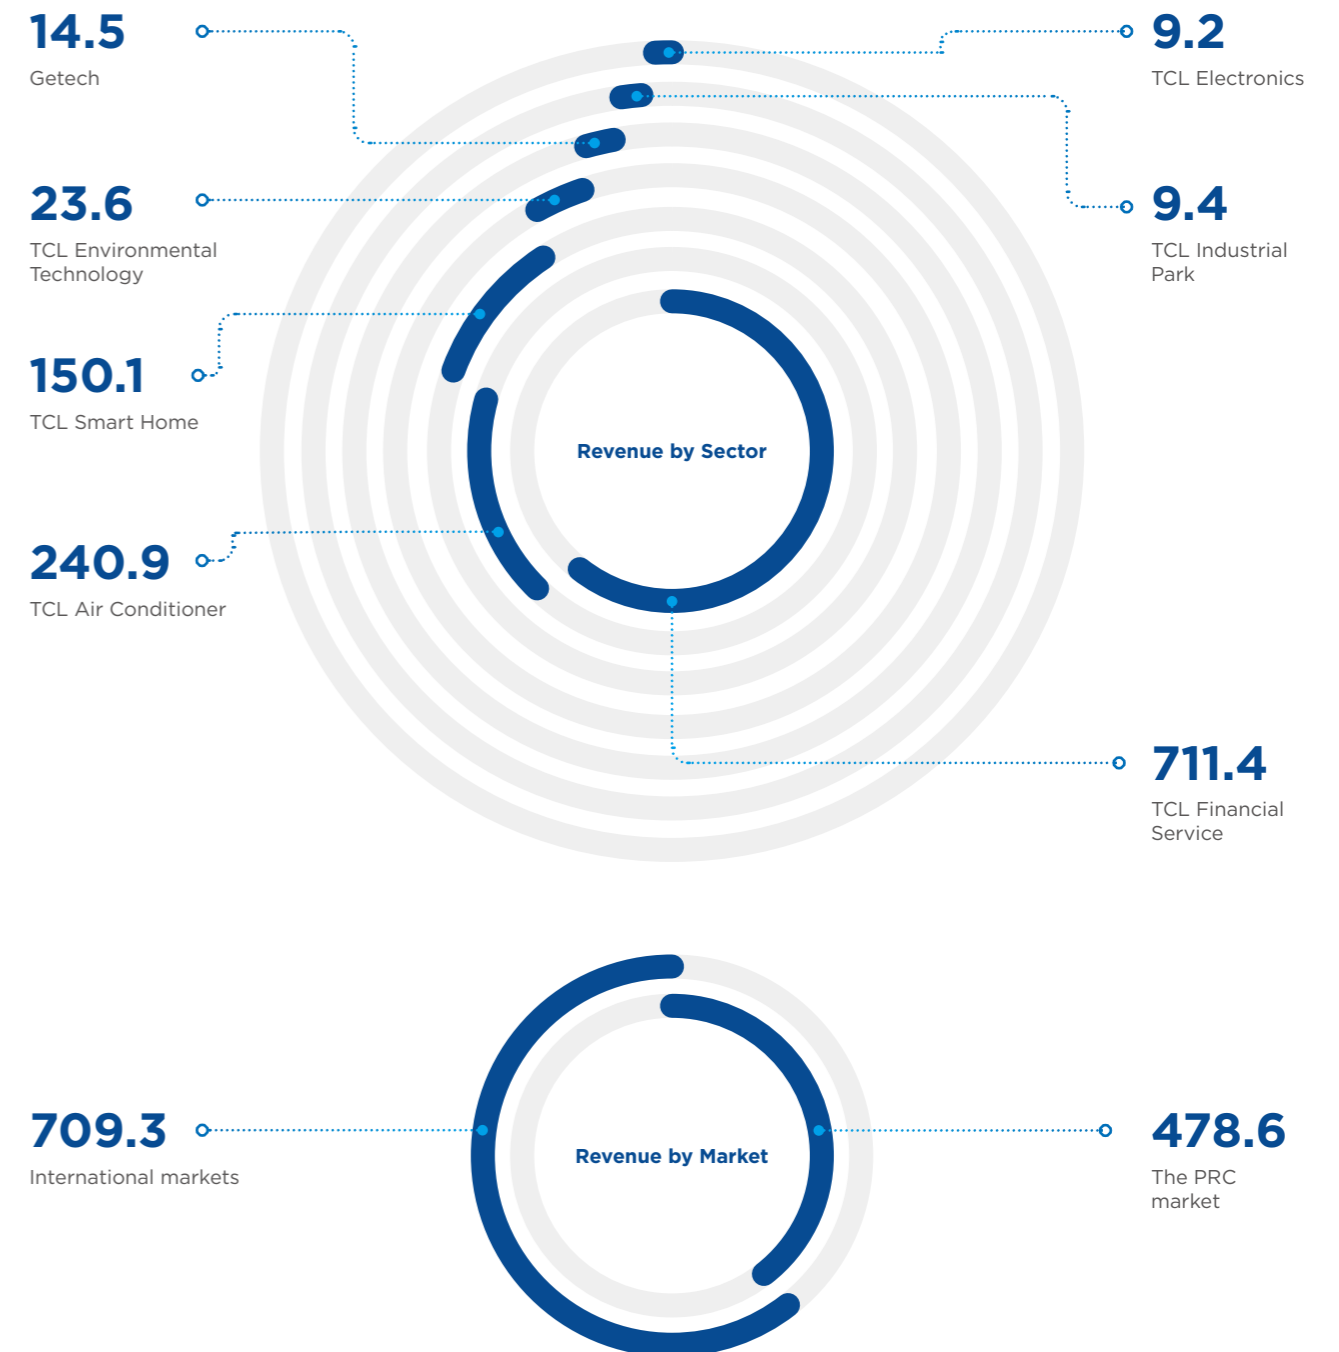 14.5
Getech
9.2
TCL Electronics
23.6
TCL Environmental
Technology
9.4
TCL Industrial
Park
150.1
TCL Smart Home
Revenue by Sector
240.9
TCL Air Conditioner
711.4
TCL Financial
Service
709.3
International markets
Revenue by Market
478.6
The PRC
market